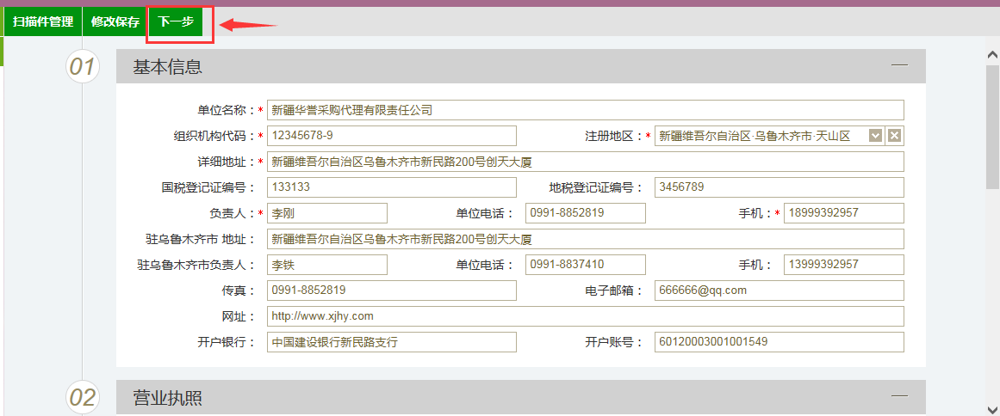 扫描件管理 修改保存 下一步
01 基本信息
单位名称：* 新疆华誉采购代理有限责任公司
组织机构代码：* 12345678-9 注册地区：* 新疆维吾尔自治区·乌鲁木齐市·天山区
详细地址：* 新疆维吾尔自治区乌鲁木齐市新民路200号创天大厦
国税登记证编号： 133133 地税登记证编号： 3456789
负责人：* 李刚 单位电话： 0991-8852819 手机：* 18999392957
驻乌鲁木齐市 地址： 新疆维吾尔自治区乌鲁木齐市新民路200号创天大厦
驻乌鲁木齐市负责人： 李铁 单位电话： 0991-8837410 手机： 13999392957
传真： 0991-8852819 电子邮箱： 666666@qq.com
网址： http://www.xjhy.com
开户银行： 中国建设银行新民路支行 开户账号： 60120003001001549
02 营业执照